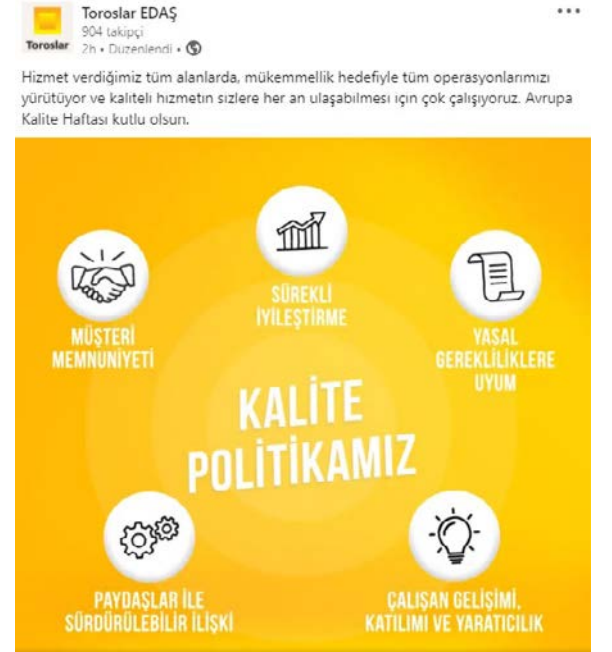 Toroslar EDAŞ
904 takipçi
Toroslar
2h • Düzenlendi •
Hizmet verdiğimiz tüm alanlarda, mükemmellik hedefiyle tüm operasyonlarımızı
yürütüyor ve kaliteli hizmetin sizlere her an ulaşabilmesi için çok çalışıyoruz. Avrupa
Kalite Haftası kutlu olsun.
SÜREKLİ
İYİLEŞTİRME
MÜŞTERİ
MEMNUNİYETİ
YASAL
GEREKLİLİKLERE
UYUM
KALİTE
POLİTİKAMIZ
PAYDAŞLAR İLE
SÜRDÜRÜLEBİLİR İLİŞKİ
ÇALIŞAN GELİŞİMİ,
KATILIMI VE YARATICILIK